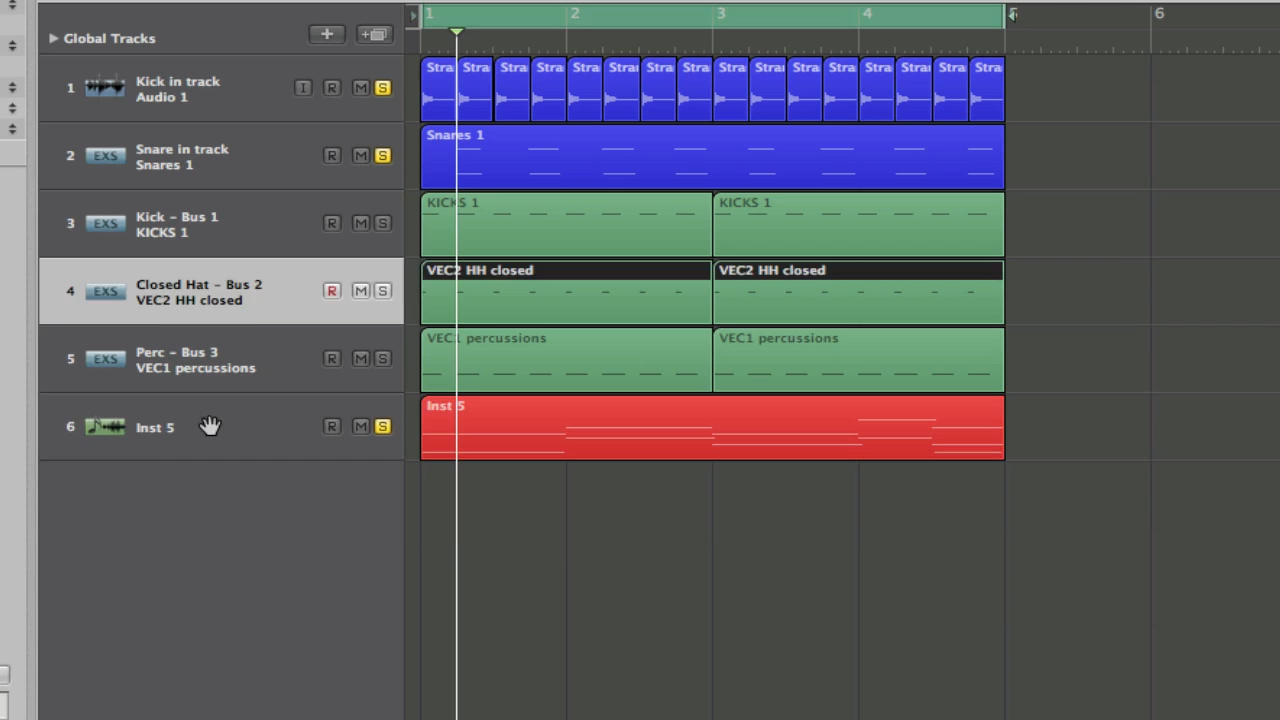 1 2 3 4 5 6
Global Tracks
+ +
1 Kick in track I R M S
Audio 1
Stra Stra Stra Stra Stra Stra Stra Stra Stra Stra Stra Stra Stra Stra Stra Stra
2 EXS Snare in track R M S
Snares 1
Snares 1
3 EXS Kick - Bus 1 R M S
KICKS 1
KICKS 1 KICKS 1
4 EXS Closed Hat - Bus 2 R M S
VEC2 HH closed
VEC2 HH closed VEC2 HH closed
5 EXS Perc - Bus 3 R M S
VEC1 percussions
VEC1 percussions VEC1 percussions
6 Inst 5 R M S
Inst 5